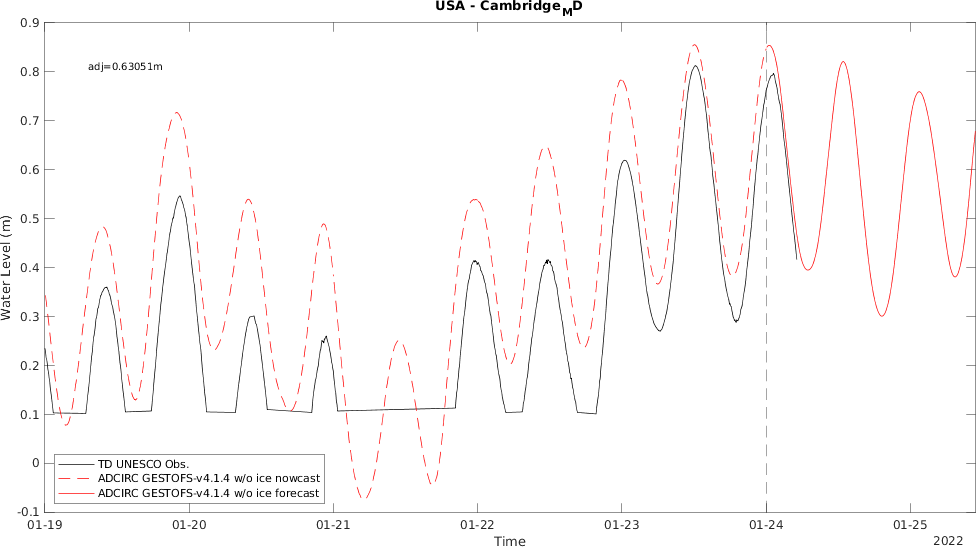 USA - Cambridge_MD
0.9
0.8
0.7
0.6
0.5
0.4
0.3
0.2
0.1
0
-0.1
Water Level (m)
adj=0.63051m
TD UNESCO Obs.
ADCIRC GESTOFS-v4.1.4 w/o ice nowcast
ADCIRC GESTOFS-v4.1.4 w/o ice forecast
01-19 01-20 01-21 01-22 01-23 01-24 01-25
Time
2022